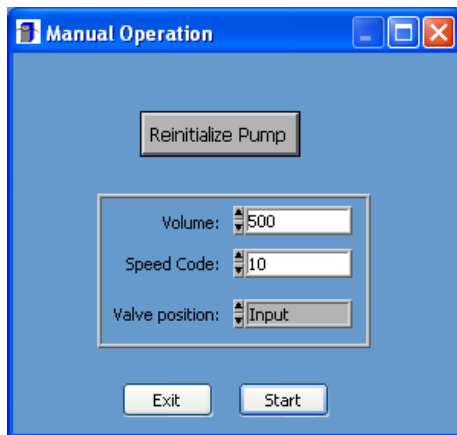 Manual Operation
Reinitialize Pump
Volume: 500
Speed Code: 10
Valve position: Input
Exit Start